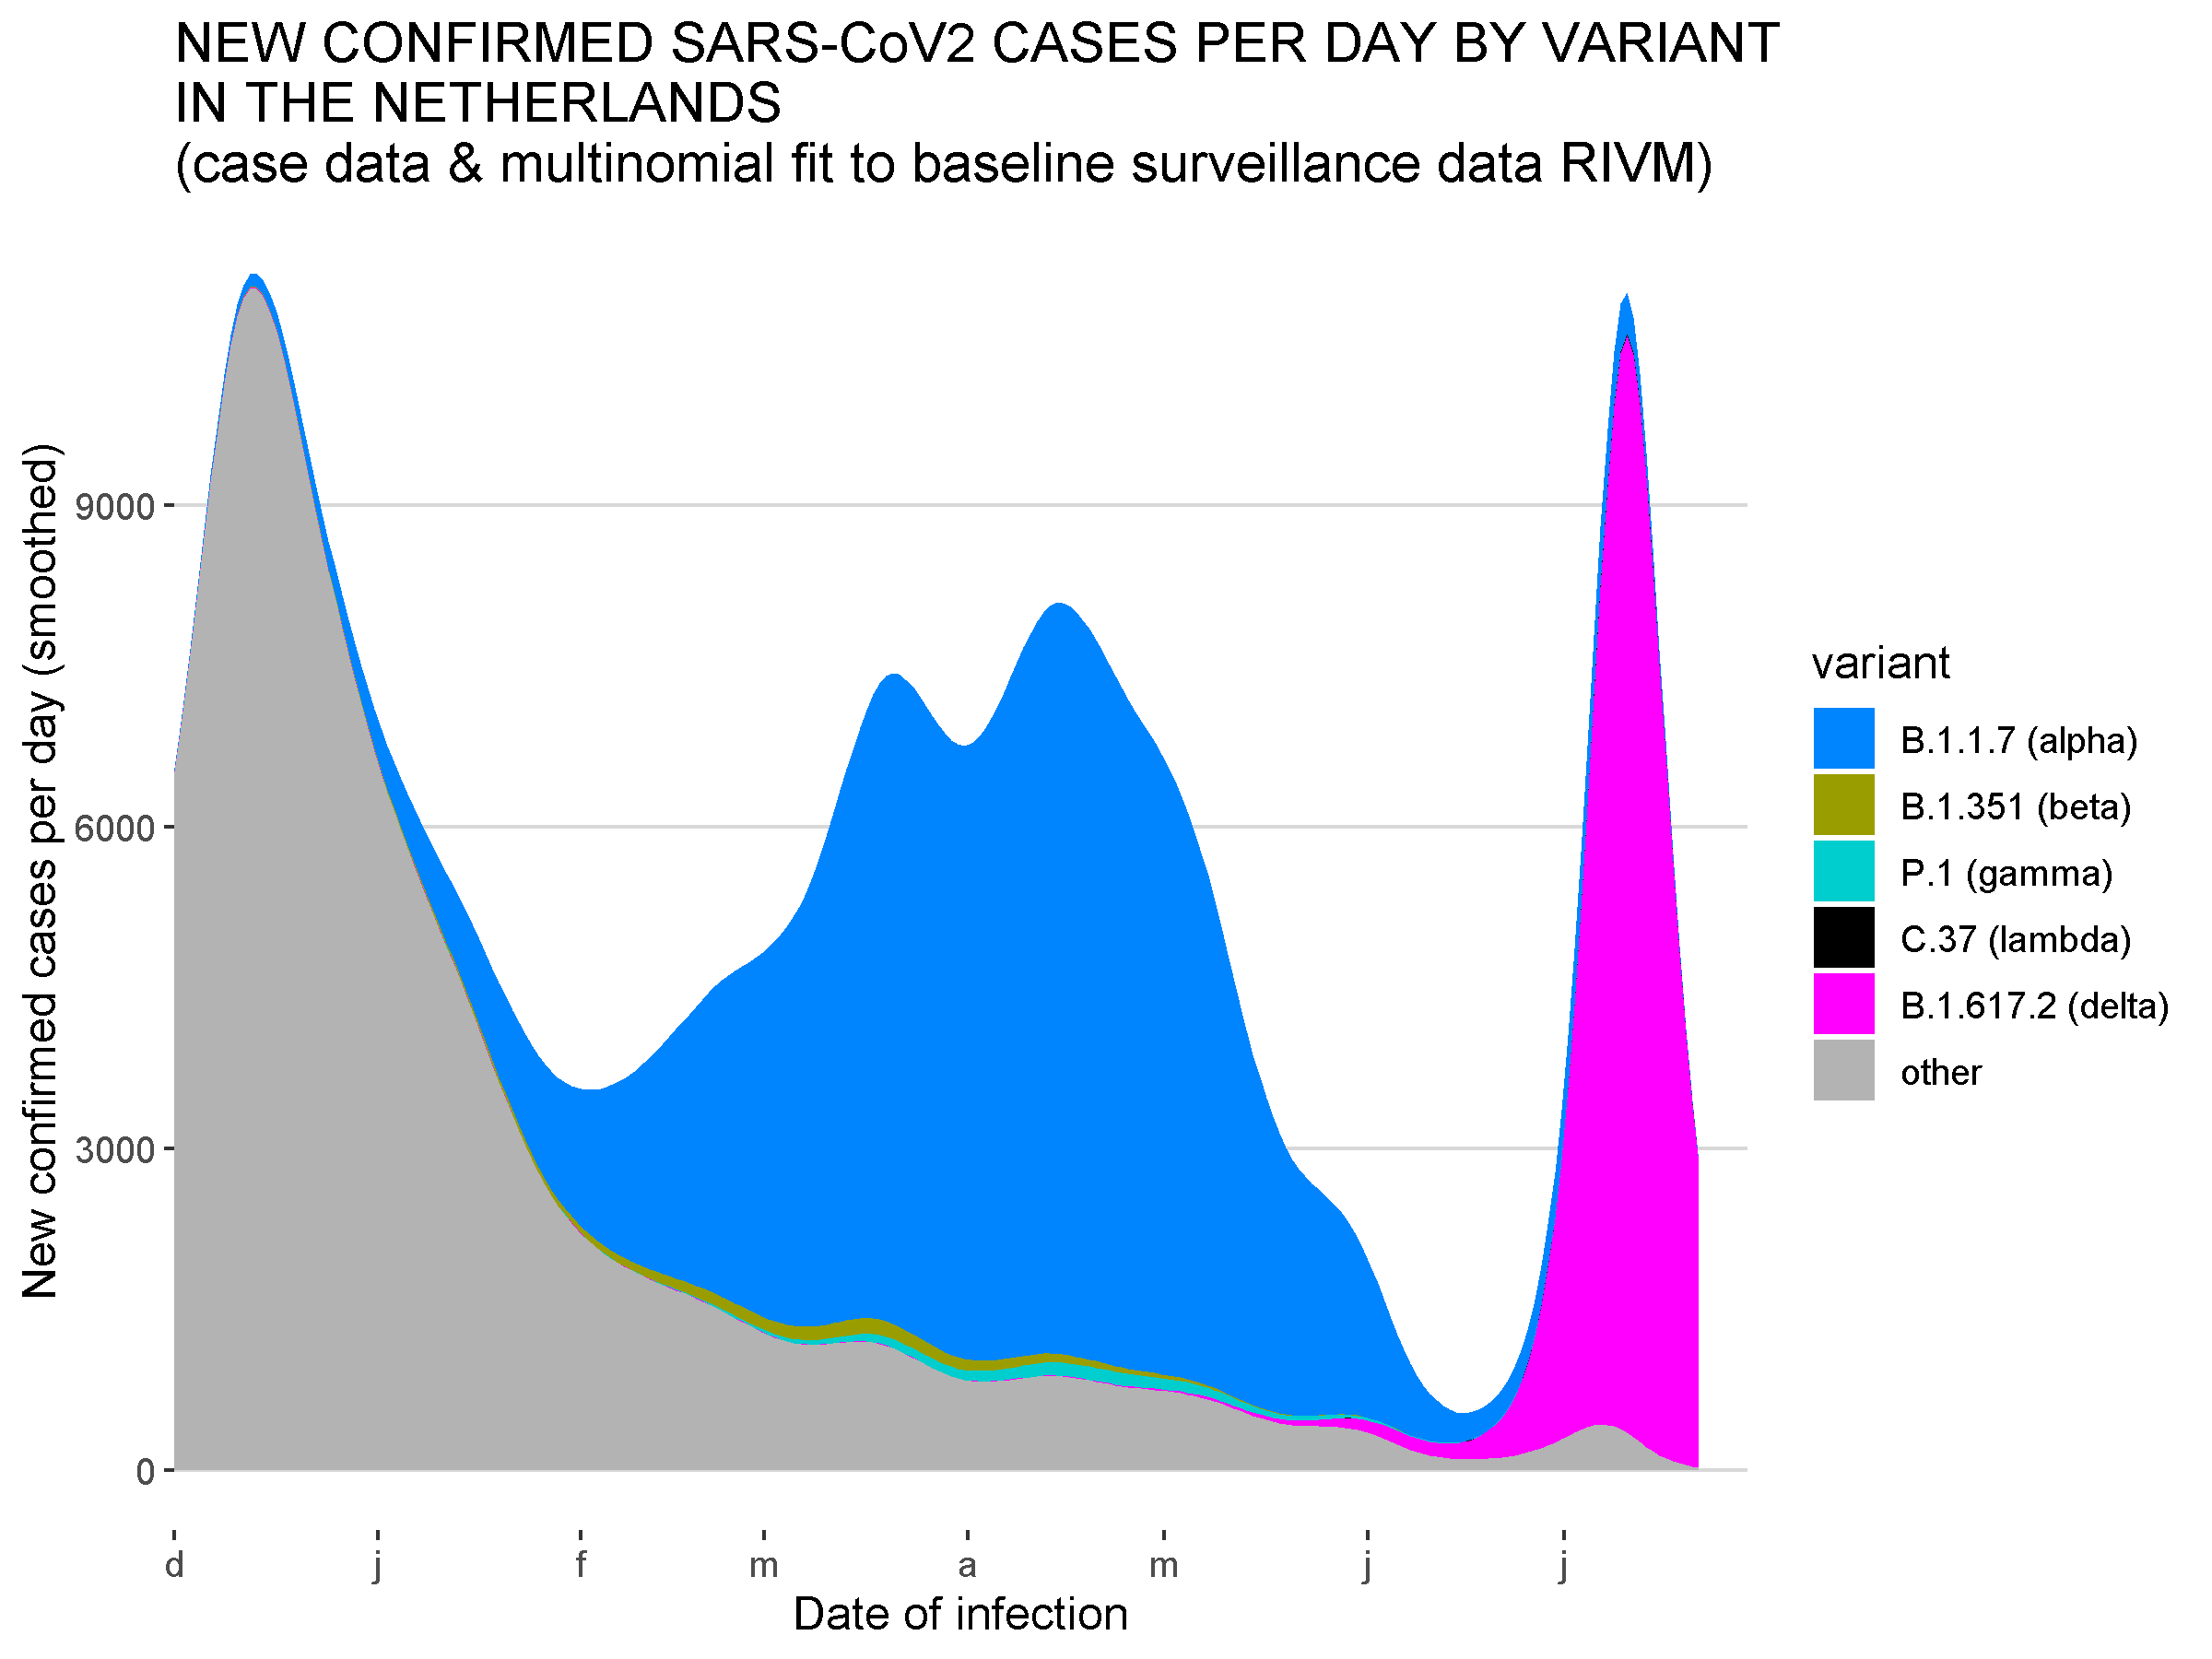 NEW CONFIRMED SARS-CoV2 CASES PER DAY BY VARIANT
IN THE NETHERLANDS
(case data & multinomial fit to baseline surveillance data RIVM)
New confirmed cases per day (smoothed)
9000
6000
3000
0
d j f m a m j j
Date of infection
variant
B.1.1.7 (alpha)
B.1.351 (beta)
P.1 (gamma)
C.37 (lambda)
B.1.617.2 (delta)
other